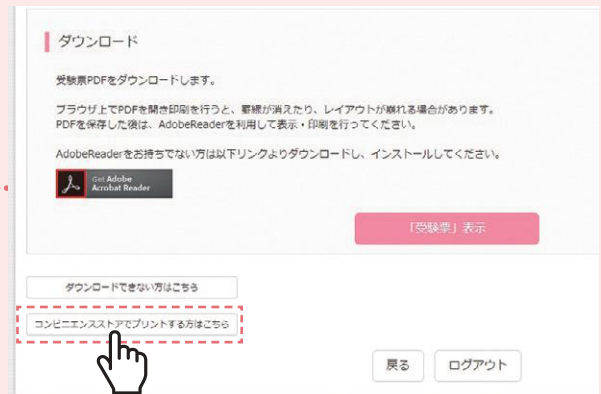 ダウンロード
受験票PDFをダウンロードします。
ブラウザ上でPDFを開き印刷を行うと、罫線が消えたり、レイアウトが崩れる場合があります。
PDFを保存した後は、AdobeReaderを利用して表示・印刷を行ってください。
AdobeReaderをお持ちでない方は以下リンクよりダウンロードし、インストールしてください。
Get Adobe
Acrobat Reader
「受験票」表示
ダウンロードできない方はこちら
コンビニエンスストアでプリントする方はこちら
戻る
ログアウト